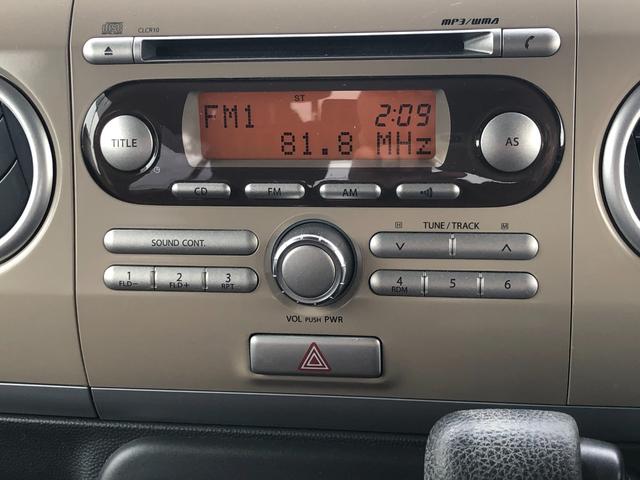 CLCR10
MP3/WMA
ST
FM1 2:09
81.8 MHz
TITLE
AS
CD FM AM
SOUND CONT.
H TUNE / TRACK M
1 2 3 4 5 6
FLD− FLD+ RPT RDM
VOL PUSH PWR